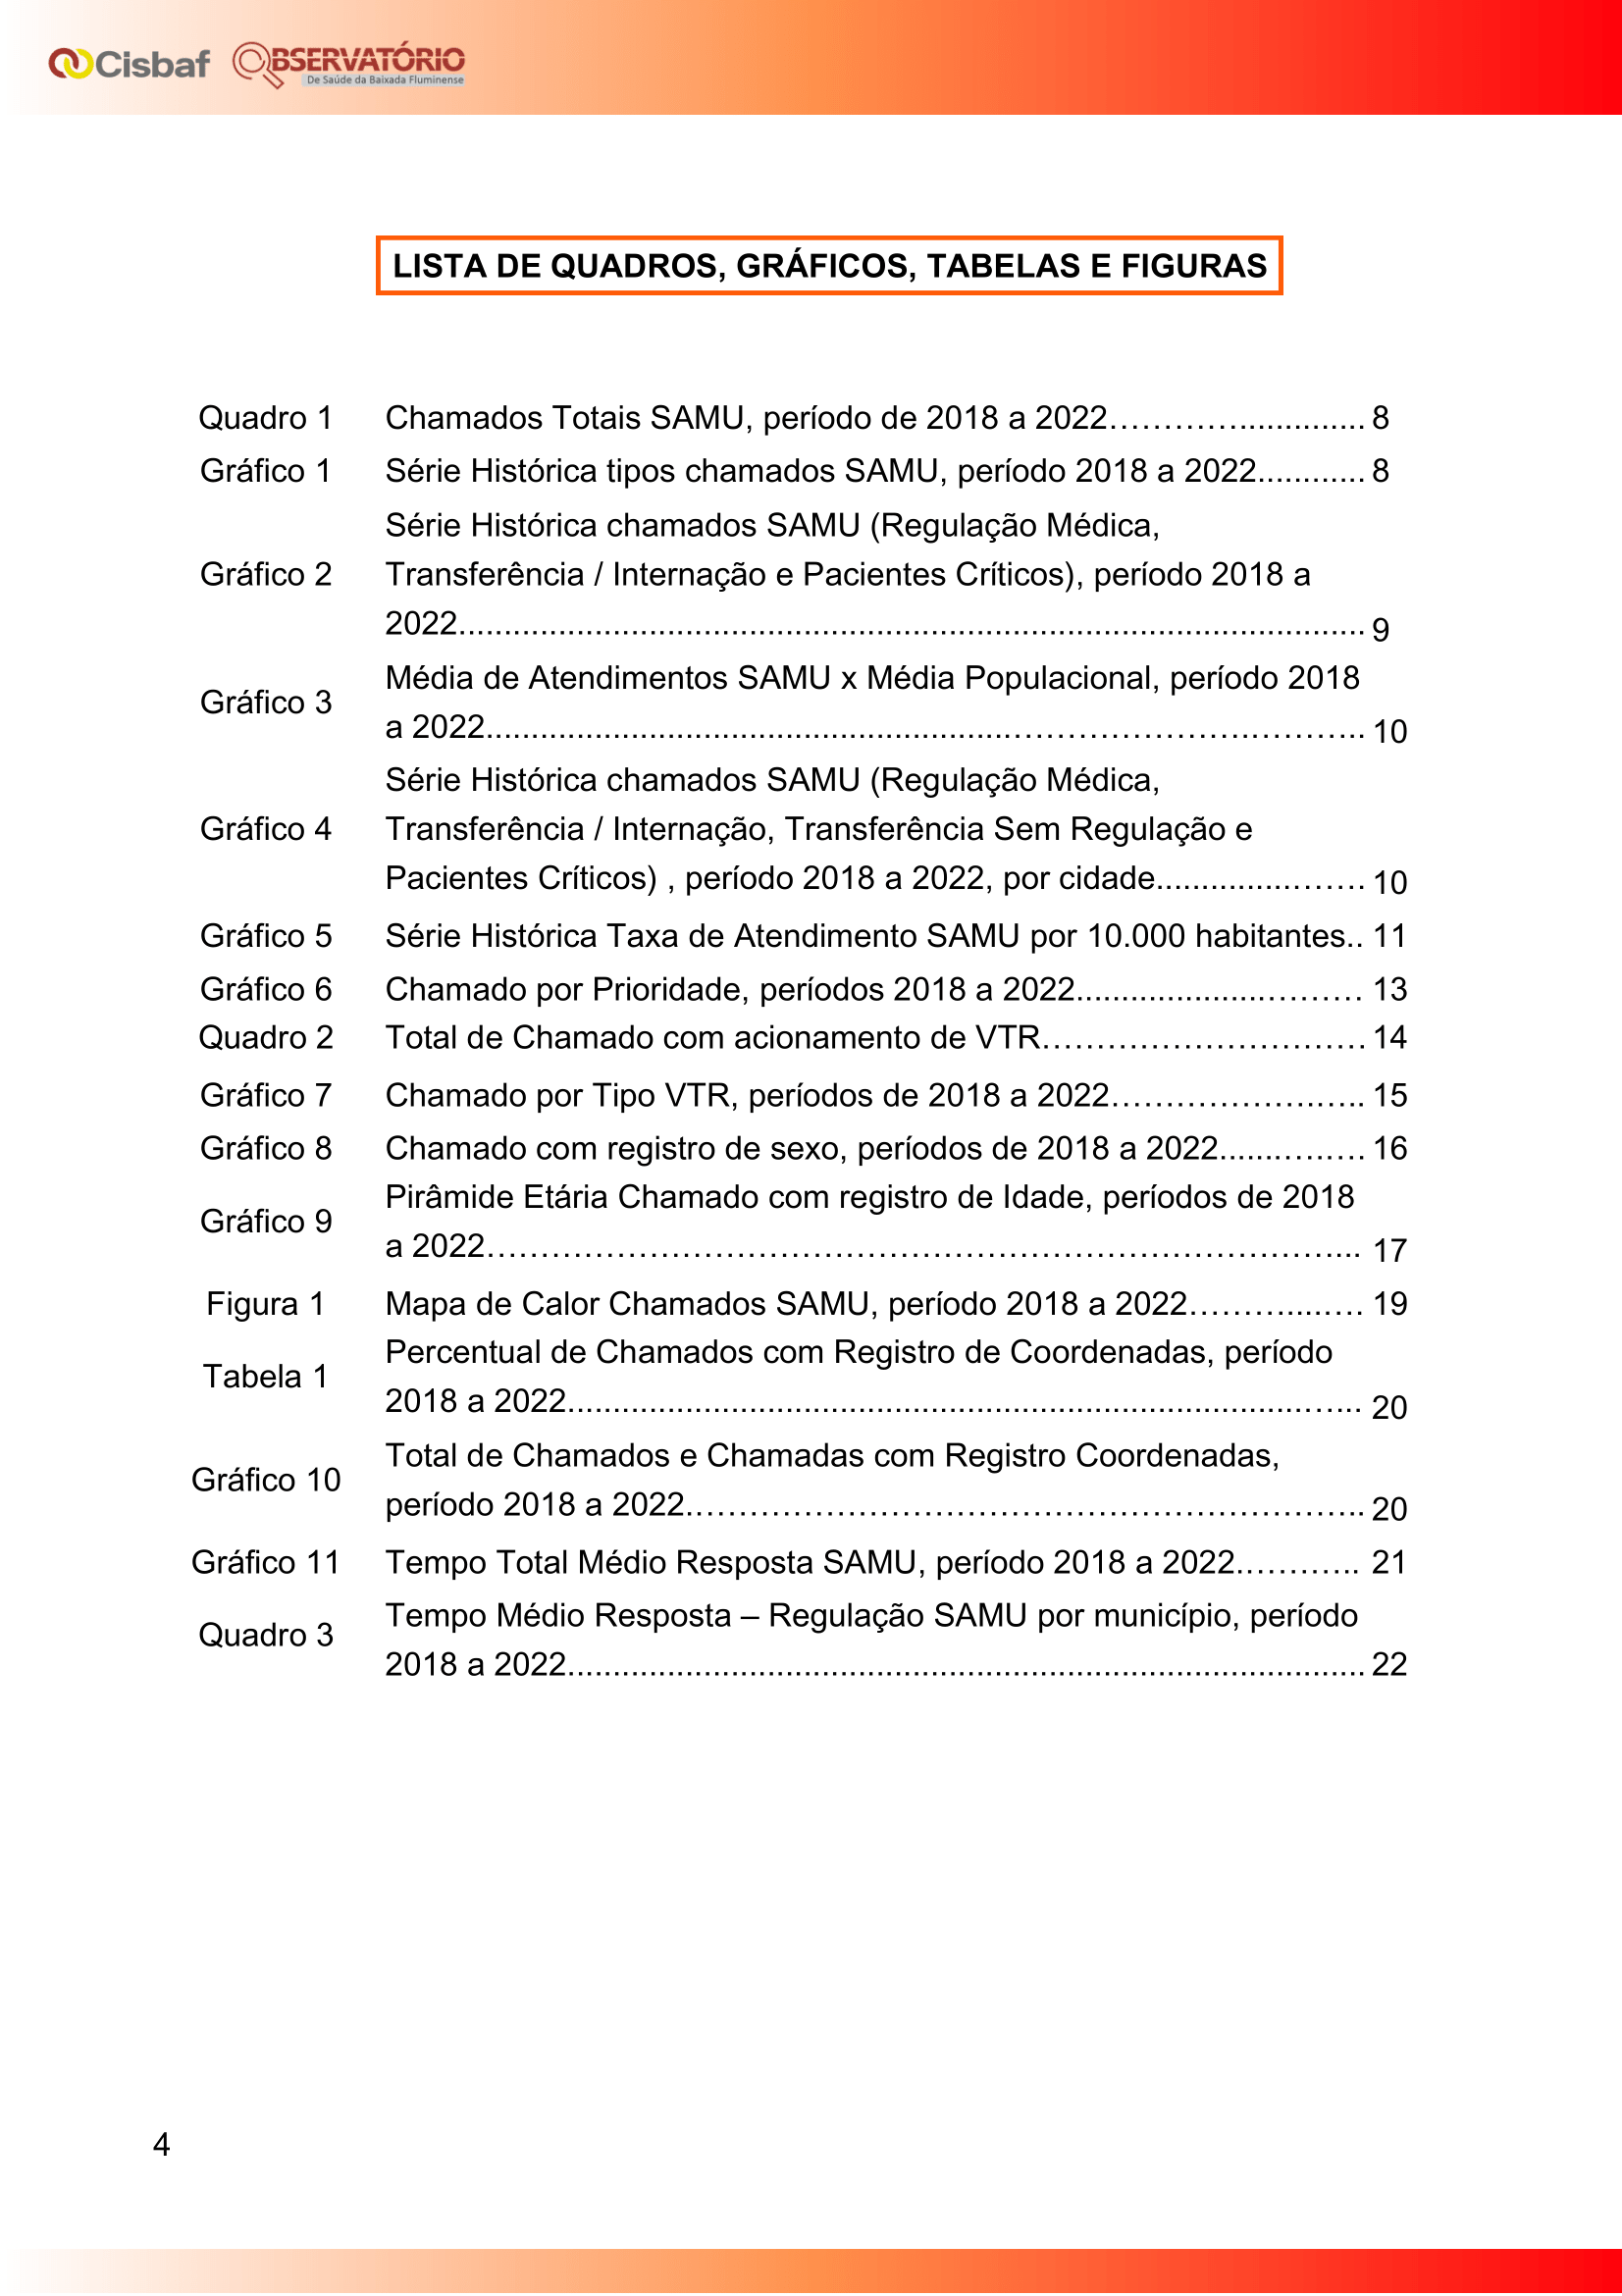 Cisbaf OBSERVATÓRIO
De Saúde da Baixada Fluminense
LISTA DE QUADROS, GRÁFICOS, TABELAS E FIGURAS
Quadro 1 Chamados Totais SAMU, período de 2018 a 2022………….............. 8
Gráfico 1 Série Histórica tipos chamados SAMU, período 2018 a 2022............ 8
Série Histórica chamados SAMU (Regulação Médica,
Gráfico 2 Transferência / Internação e Pacientes Críticos), período 2018 a
2022.................................................................................................... 9
Média de Atendimentos SAMU x Média Populacional, período 2018
Gráfico 3
a 2022..........................................................…………………….……….. 10
Série Histórica chamados SAMU (Regulação Médica,
Gráfico 4 Transferência / Internação, Transferência Sem Regulação e
Pacientes Críticos) , período 2018 a 2022, por cidade...............……. 10
Gráfico 5 Série Histórica Taxa de Atendimento SAMU por 10.000 habitantes.. 11
Gráfico 6 Chamado por Prioridade, períodos 2018 a 2022.....................……… 13
Quadro 2 Total de Chamado com acionamento de VTR………………………… 14
Gráfico 7 Chamado por Tipo VTR, períodos de 2018 a 2022………………….….. 15
Gráfico 8 Chamado com registro de sexo, períodos de 2018 a 2022.......….…. 16
Pirâmide Etária Chamado com registro de Idade, períodos de 2018
Gráfico 9
a 2022……………………………………………………………………….. 17
Figura 1 Mapa de Calor Chamados SAMU, período 2018 a 2022……….....…. 19
Percentual de Chamados com Registro de Coordenadas, período
Tabela 1
2018 a 2022..................................................................................….. 20
Total de Chamados e Chamadas com Registro Coordenadas,
Gráfico 10
período 2018 a 2022.…………………………………………………….. 20
Gráfico 11 Tempo Total Médio Resposta SAMU, período 2018 a 2022.……….. 21
Tempo Médio Resposta – Regulação SAMU por município, período
Quadro 3
2018 a 2022........................................................................................ 22
4